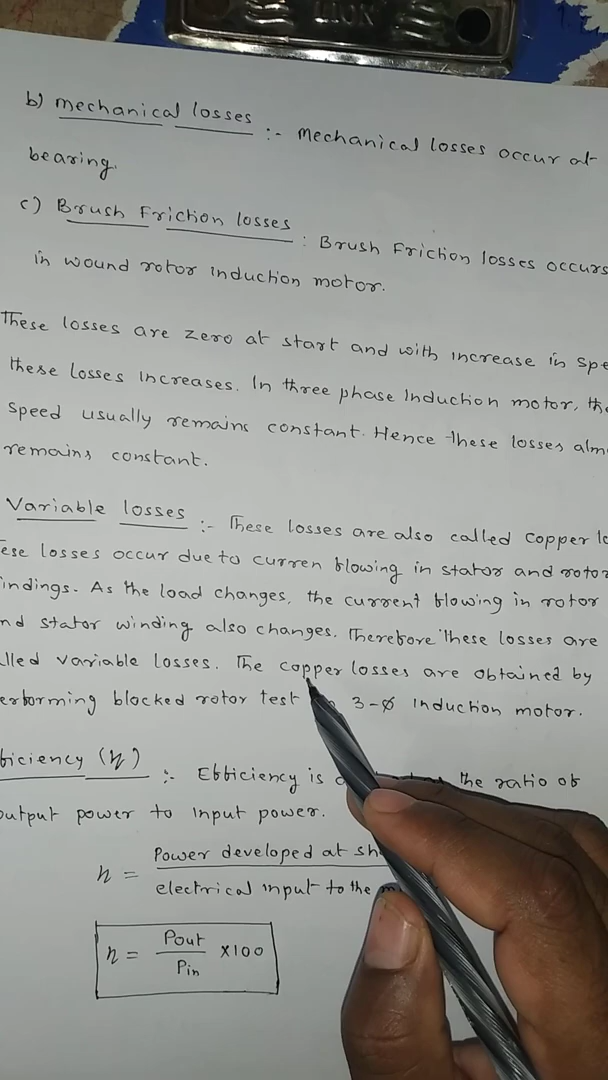 b) Mechanical losses :- Mechanical losses occur at
bearing.
c) Brush Friction losses : Brush Friction losses occurs
in wound rotor induction motor.
These losses are zero at start and with increase in spe
these losses increases. In three phase Induction motor, the
speed usually remains constant. Hence these losses alm
remains constant.
Variable losses :- These losses are also called copper lo
ese losses occur due to curren flowing in stator and rotor
indings. As the load changes, the current flowing in rotor
nd stator winding also changes. Therefore these losses are
lled variable losses. The copper losses are obtained by
erforming blocked rotor test 3-ϕ induction motor.
ficiency (η) :- Efficiency is the ratio of
output power to input power.
η = Power developed at sh
electrical input to the m
η = Pout / Pin ×100